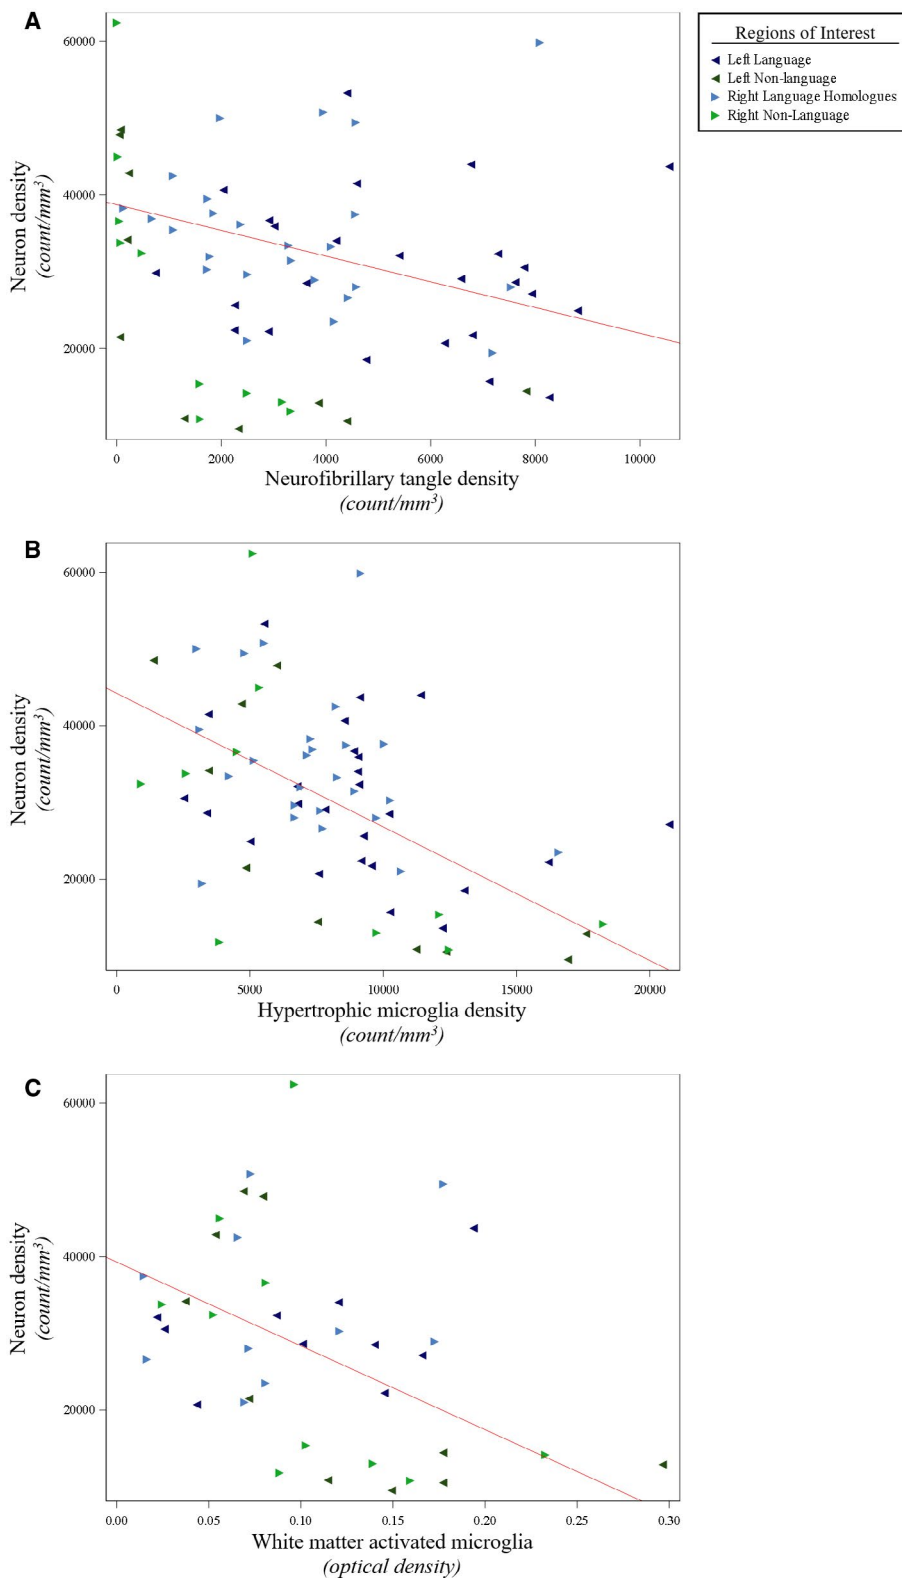 A
60000
40000
20000
Neuron density
(count/mm³)
0 2000 4000 6000 8000 10000
Neurofibrillary tangle density
(count/mm³)
Regions of Interest
Left Language
Left Non-language
Right Language Homologues
Right Non-Language
B
60000
40000
20000
Neuron density
(count/mm³)
0 5000 10000 15000 20000
Hypertrophic microglia density
(count/mm³)
C
60000
40000
20000
Neuron density
(count/mm³)
0.00 0.05 0.10 0.15 0.20 0.25 0.30
White matter activated microglia
(optical density)